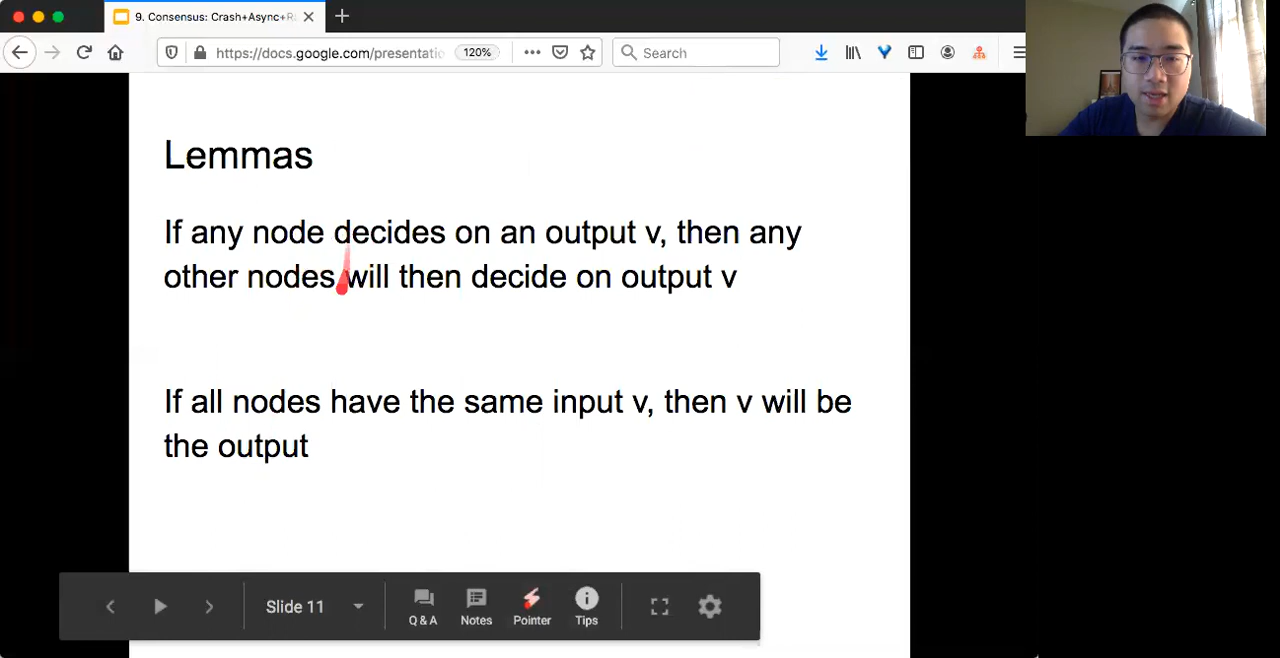 9. Consensus: Crash+Async+R
https://docs.google.com/presentatio
120%
Search
Lemmas
If any node decides on an output v, then any
other nodes will then decide on output v
If all nodes have the same input v, then v will be
the output
Slide 11
Q & A
Notes
Pointer
Tips